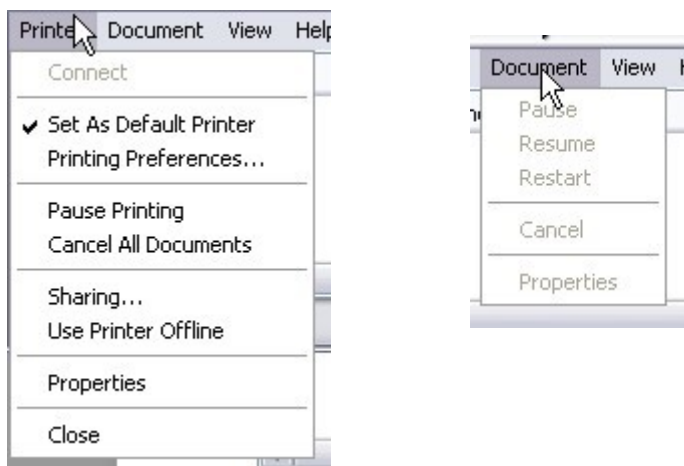 Printer Document View Help
Connect
Set As Default Printer
Printing Preferences...
Pause Printing
Cancel All Documents
Sharing...
Use Printer Offline
Properties
Close
Document View
Pause
Resume
Restart
Cancel
Properties